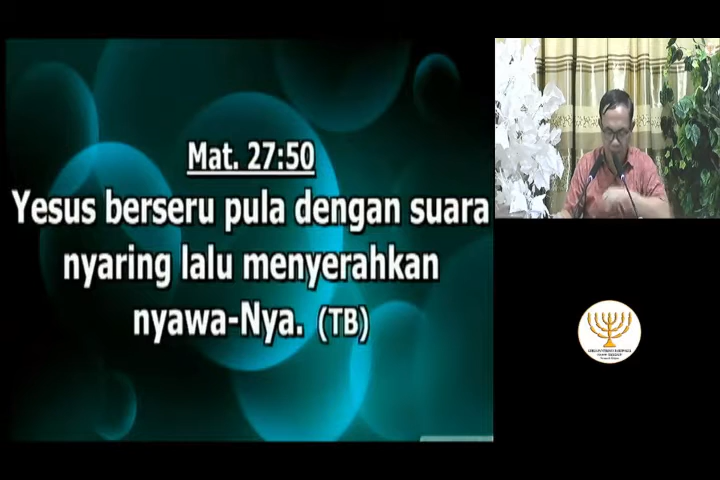 Mat. 27:50
Yesus berseru pula dengan suara
nyaring lalu menyerahkan
nyawa-Nya. (TB)